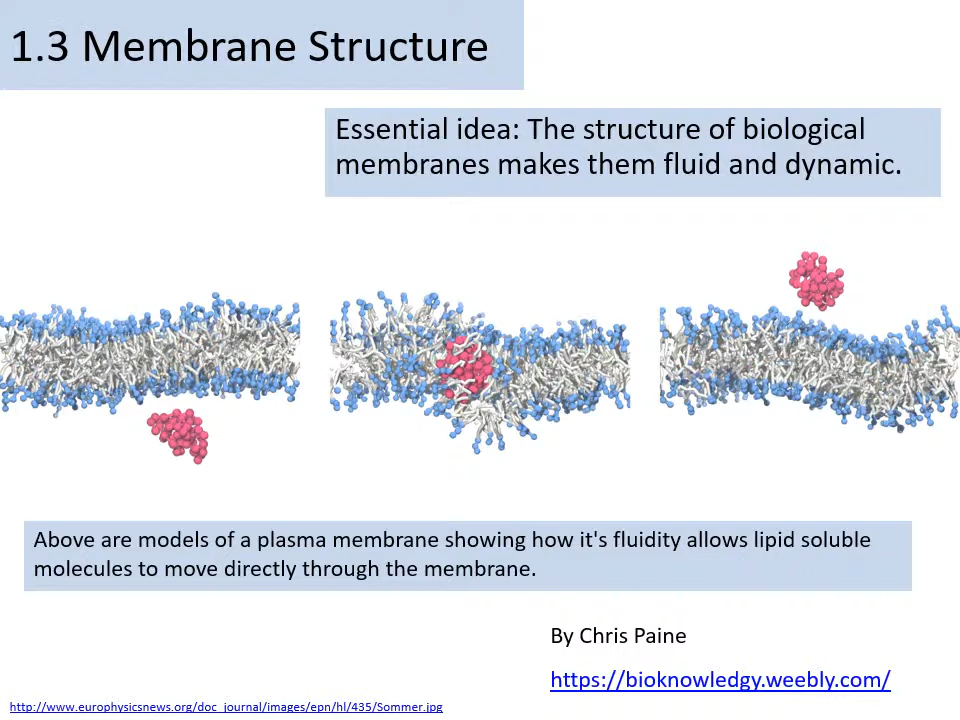 1.3 Membrane Structure
Essential idea: The structure of biological
membranes makes them fluid and dynamic.
Above are models of a plasma membrane showing how it's fluidity allows lipid soluble
molecules to move directly through the membrane.
By Chris Paine
https://bioknowledgy.weebly.com/
http://www.europhysicsnews.org/doc_journal/images/epn/hl/435/Sommer.jpg